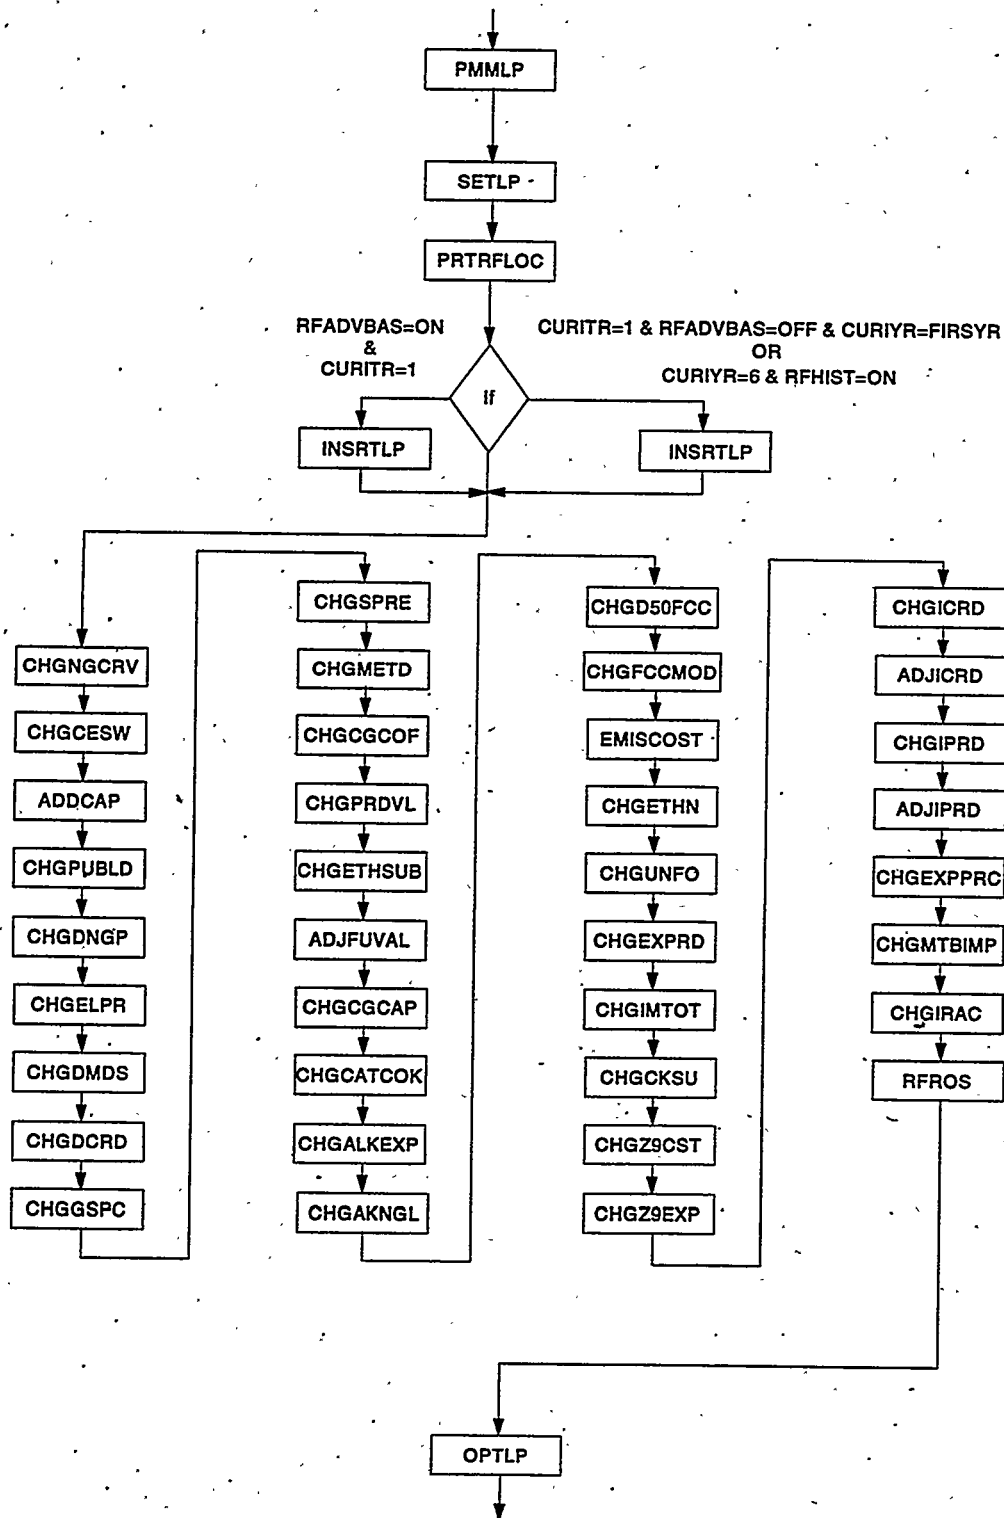 PMMLP
SETLP
PRTRFLOC
RFADVBAS=ON
&
CURITR=1
CURITR=1 & RFADVBAS=OFF & CURIYR=FIRSYR
OR
CURIYR=6 & RFHIST=ON
If
INSRTLP
INSRTLP
CHGNGCRV
CHGCESW
ADDCAP
CHGPUBLD
CHGDNGP
CHGELPR
CHGDMDS
CHGDCRD
CHGGSPC
CHGSPRE
CHGMETD
CHGCGCOF
CHGPRDVL
CHGETHSUB
ADJFUVAL
CHGCGCAP
CHGCATCOK
CHGALKEXP
CHGAKNGL
CHGD50FCC
CHGFCCMOD
EMISCOST
CHGETHN
CHGUNFO
CHGEXPRD
CHGIMTOT
CHGCKSU
CHGZ9CST
CHGZ9EXP
CHGICRD
ADJICRD
CHGIPRD
ADJIPRD
CHGEXPPRC
CHGMTBIMP
CHGIRAC
RFROS
OPTLP